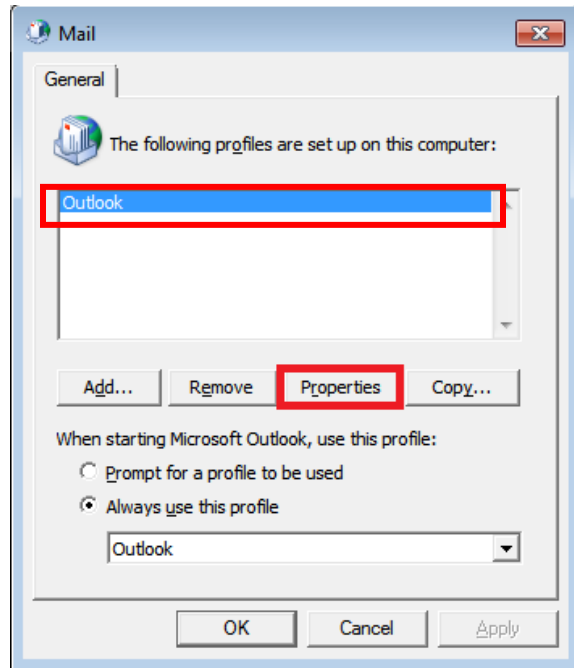 Mail
General
The following profiles are set up on this computer:
Outlook
Add... Remove Properties Copy...
When starting Microsoft Outlook, use this profile:
Prompt for a profile to be used
Always use this profile
Outlook
OK Cancel Apply